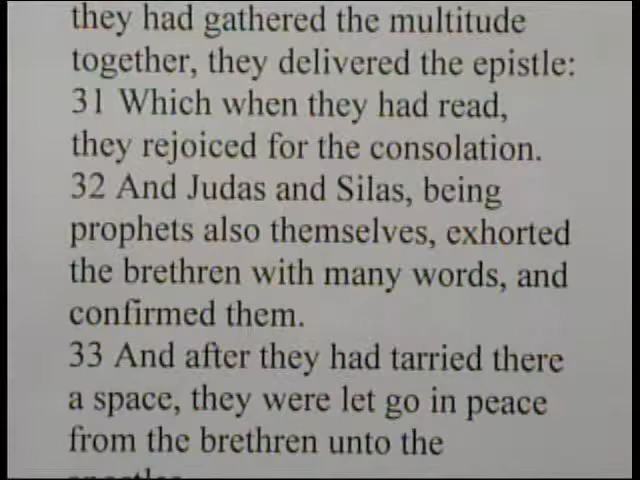 they had gathered the multitude
together, they delivered the epistle:
31 Which when they had read,
they rejoiced for the consolation.
32 And Judas and Silas, being
prophets also themselves, exhorted
the brethren with many words, and
confirmed them.
33 And after they had tarried there
a space, they were let go in peace
from the brethren unto the